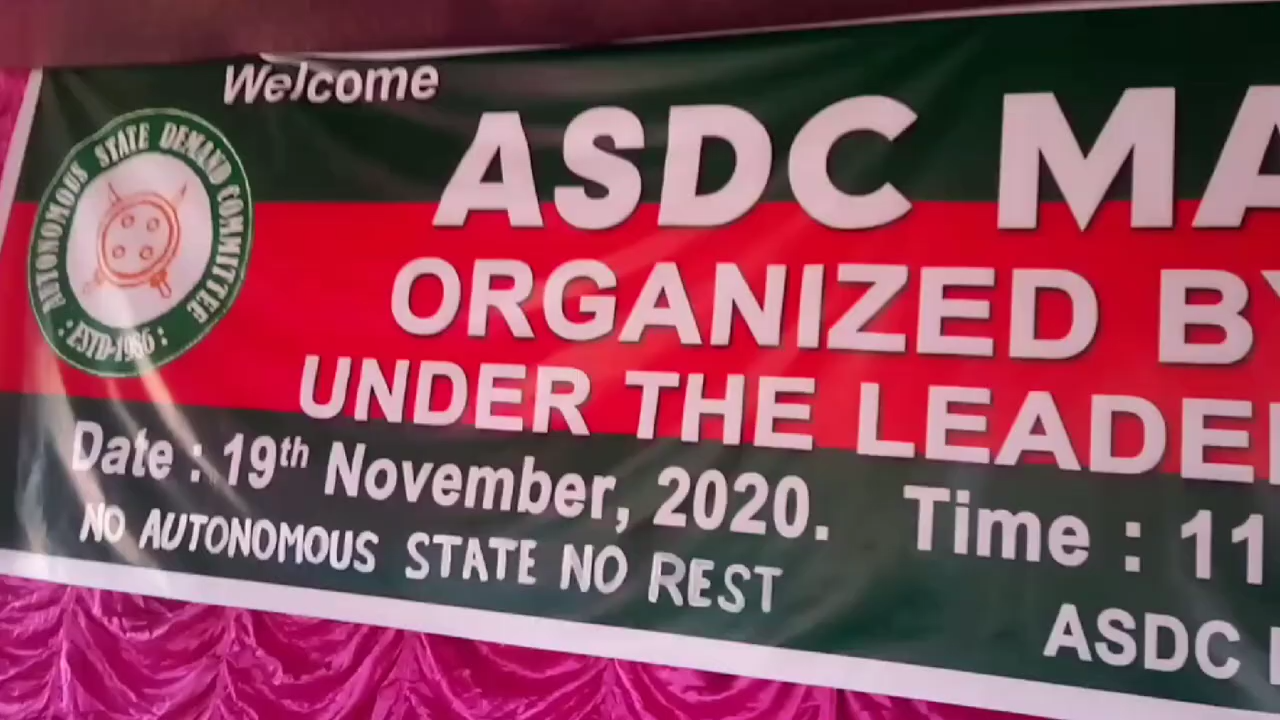 Welcome
AUTONOMOUS STATE DEMAND COMMITTEE
: ESTD-1986 :
ASDC MA
ORGANIZED BY
UNDER THE LEADE
Date : 19th November, 2020. Time : 11
NO AUTONOMOUS STATE NO REST
ASDC